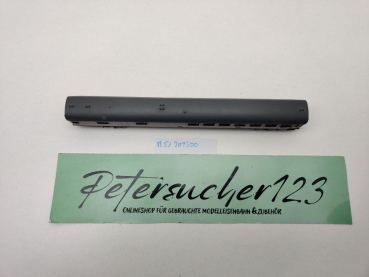 Petersucher123
ONLINESHOP FÜR GEBRAUCHTE MODELLEISENBAHN & ZUBEHÖR